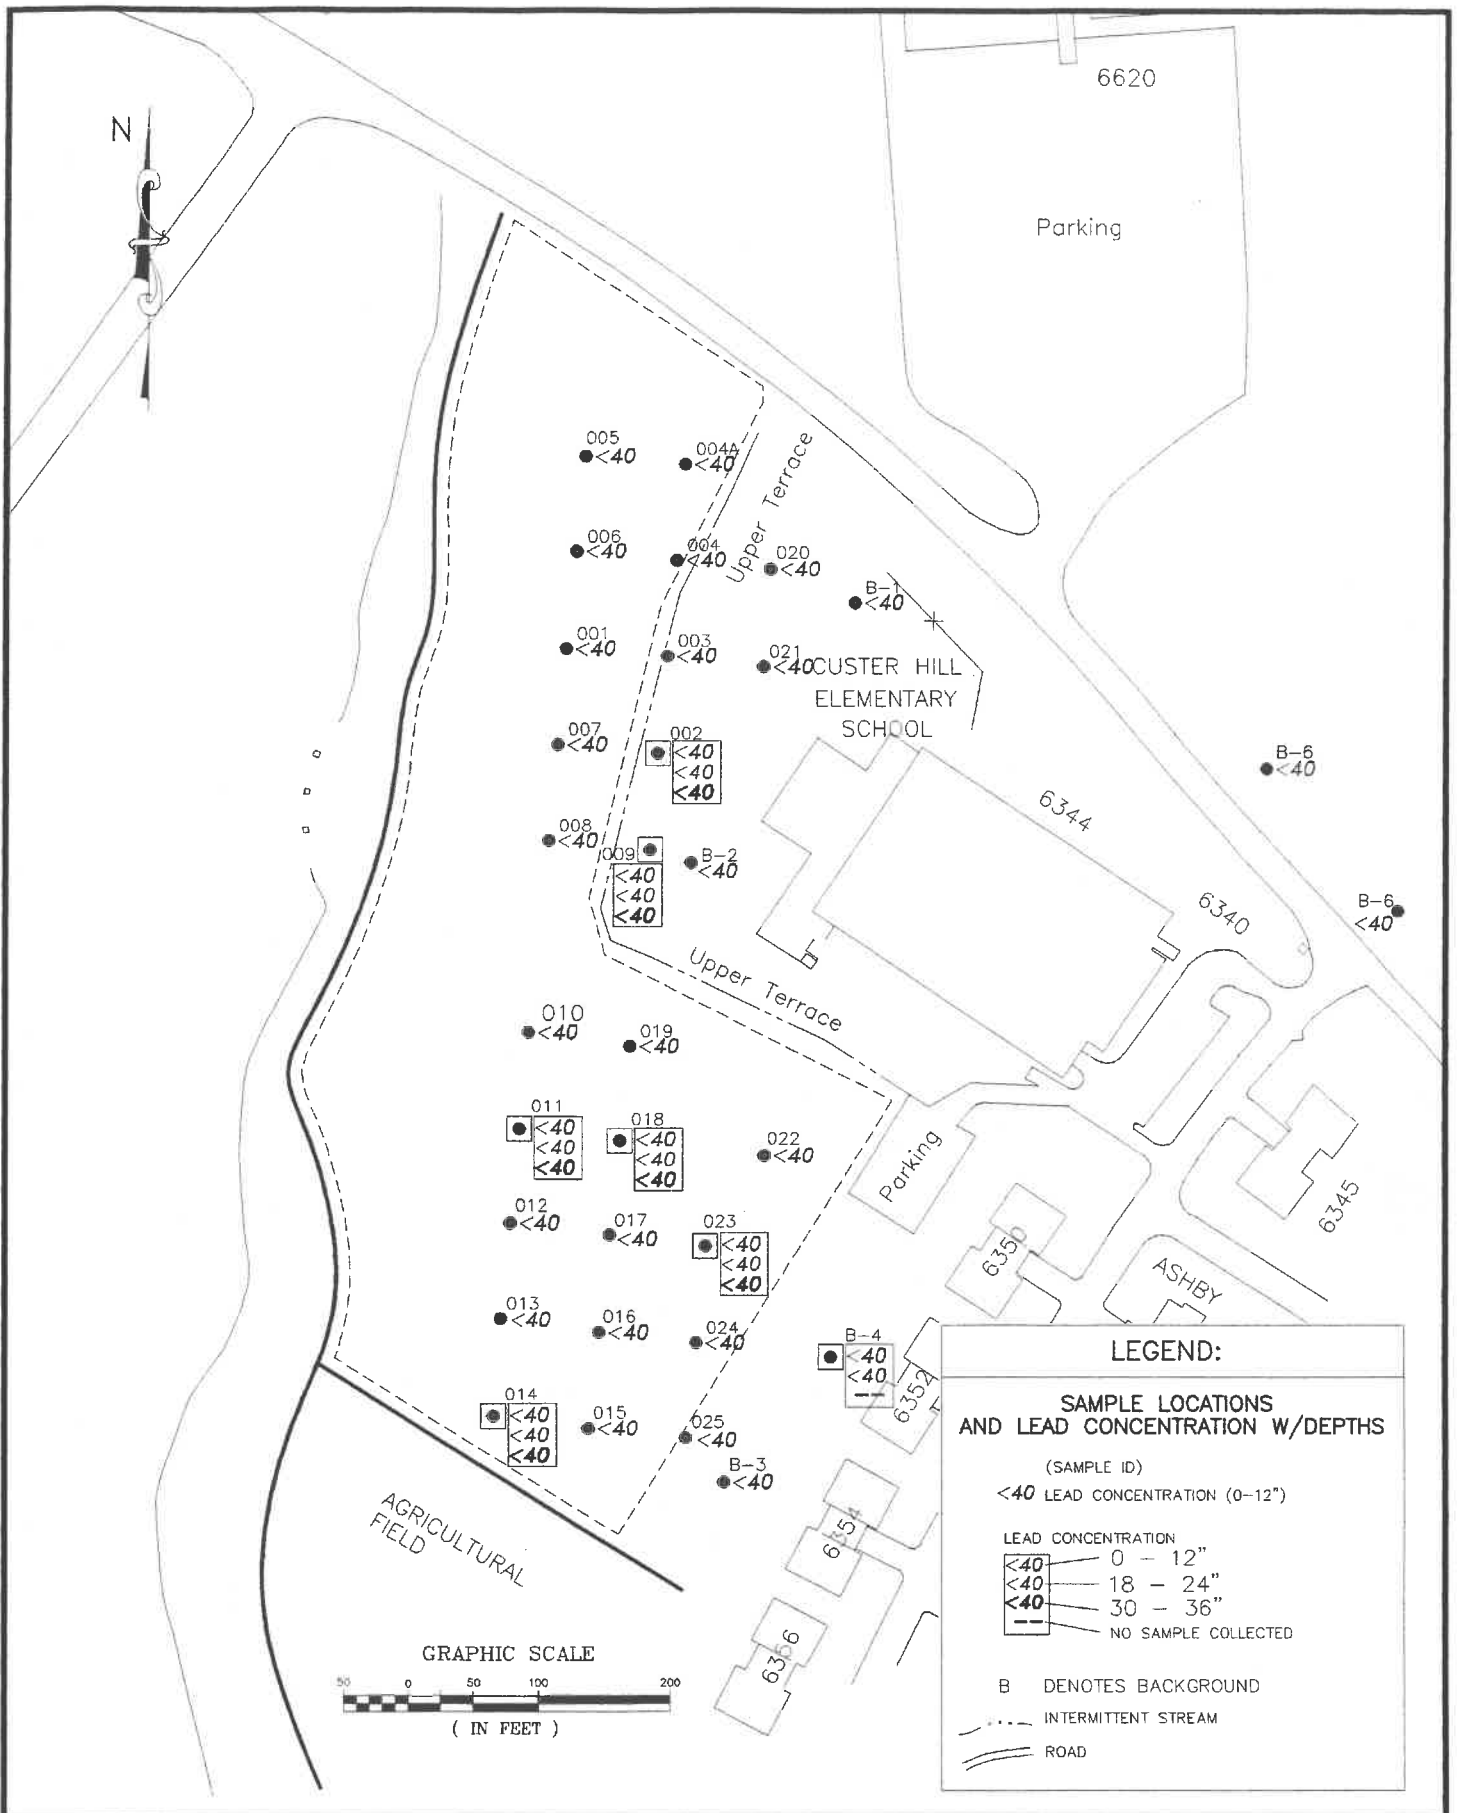 6620
N
Parking
005
<40
004A
<40
Upper Terrace
006
<40
004
<40
020
<40
B-1
<40
001
<40
003
<40
021
<40
CUSTER HILL
ELEMENTARY
SCHOOL
007
<40
002
<40
<40
<40
B-6
<40
6344
008
<40
009
<40
<40
<40
B-2
<40
6340
B-6
<40
Upper Terrace
010
<40
019
<40
011
<40
<40
<40
018
<40
<40
<40
022
<40
Parking
6345
012
<40
017
<40
023
<40
<40
<40
6350
ASHBY
013
<40
016
<40
024
<40
B-4
<40
<40
--
6352
014
<40
<40
<40
015
<40
025
<40
B-3
<40
AGRICULTURAL
FIELD
6354
6356
GRAPHIC SCALE
50 0 50 100 200
( IN FEET )
LEGEND:
SAMPLE LOCATIONS
AND LEAD CONCENTRATION W/DEPTHS
(SAMPLE ID)
<40 LEAD CONCENTRATION (0-12")
LEAD CONCENTRATION
<40 0 - 12"
<40 18 - 24"
<40 30 - 36"
-- NO SAMPLE COLLECTED
B DENOTES BACKGROUND
INTERMITTENT STREAM
ROAD